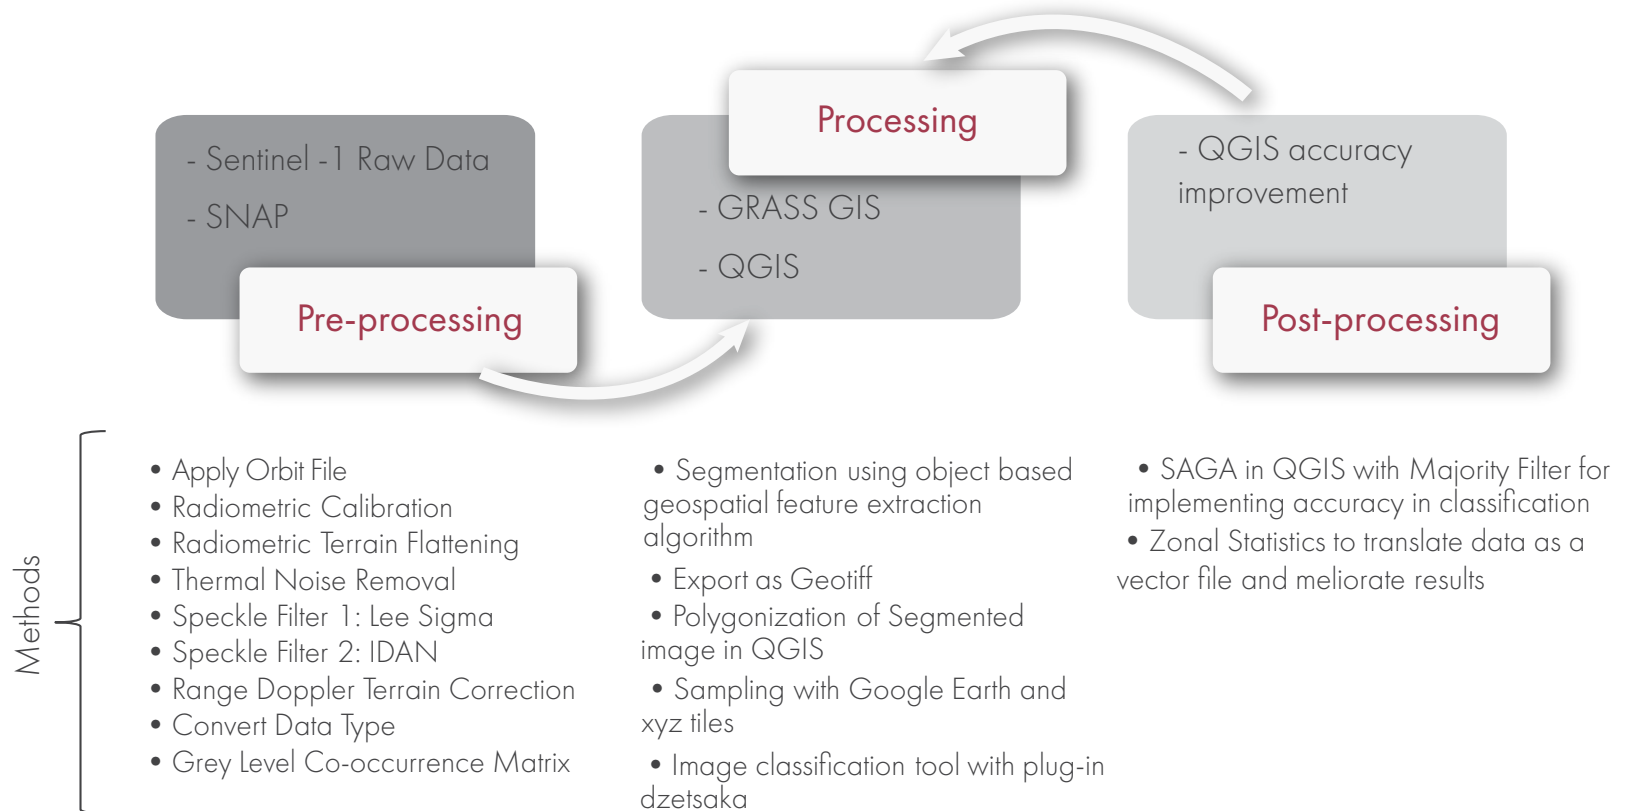 - Sentinel -1 Raw Data
- SNAP
Pre-processing
Processing
- GRASS GIS
- QGIS
- QGIS accuracy
improvement
Post-processing
Methods
• Apply Orbit File
• Radiometric Calibration
• Radiometric Terrain Flattening
• Thermal Noise Removal
• Speckle Filter 1: Lee Sigma
• Speckle Filter 2: IDAN
• Range Doppler Terrain Correction
• Convert Data Type
• Grey Level Co-occurrence Matrix
• Segmentation using object based
geospatial feature extraction
algorithm
• Export as Geotiff
• Polygonization of Segmented
image in QGIS
• Sampling with Google Earth and
xyz tiles
• Image classification tool with plug-in
dzetsaka
• SAGA in QGIS with Majority Filter for
implementing accuracy in classification
• Zonal Statistics to translate data as a
vector file and meliorate results